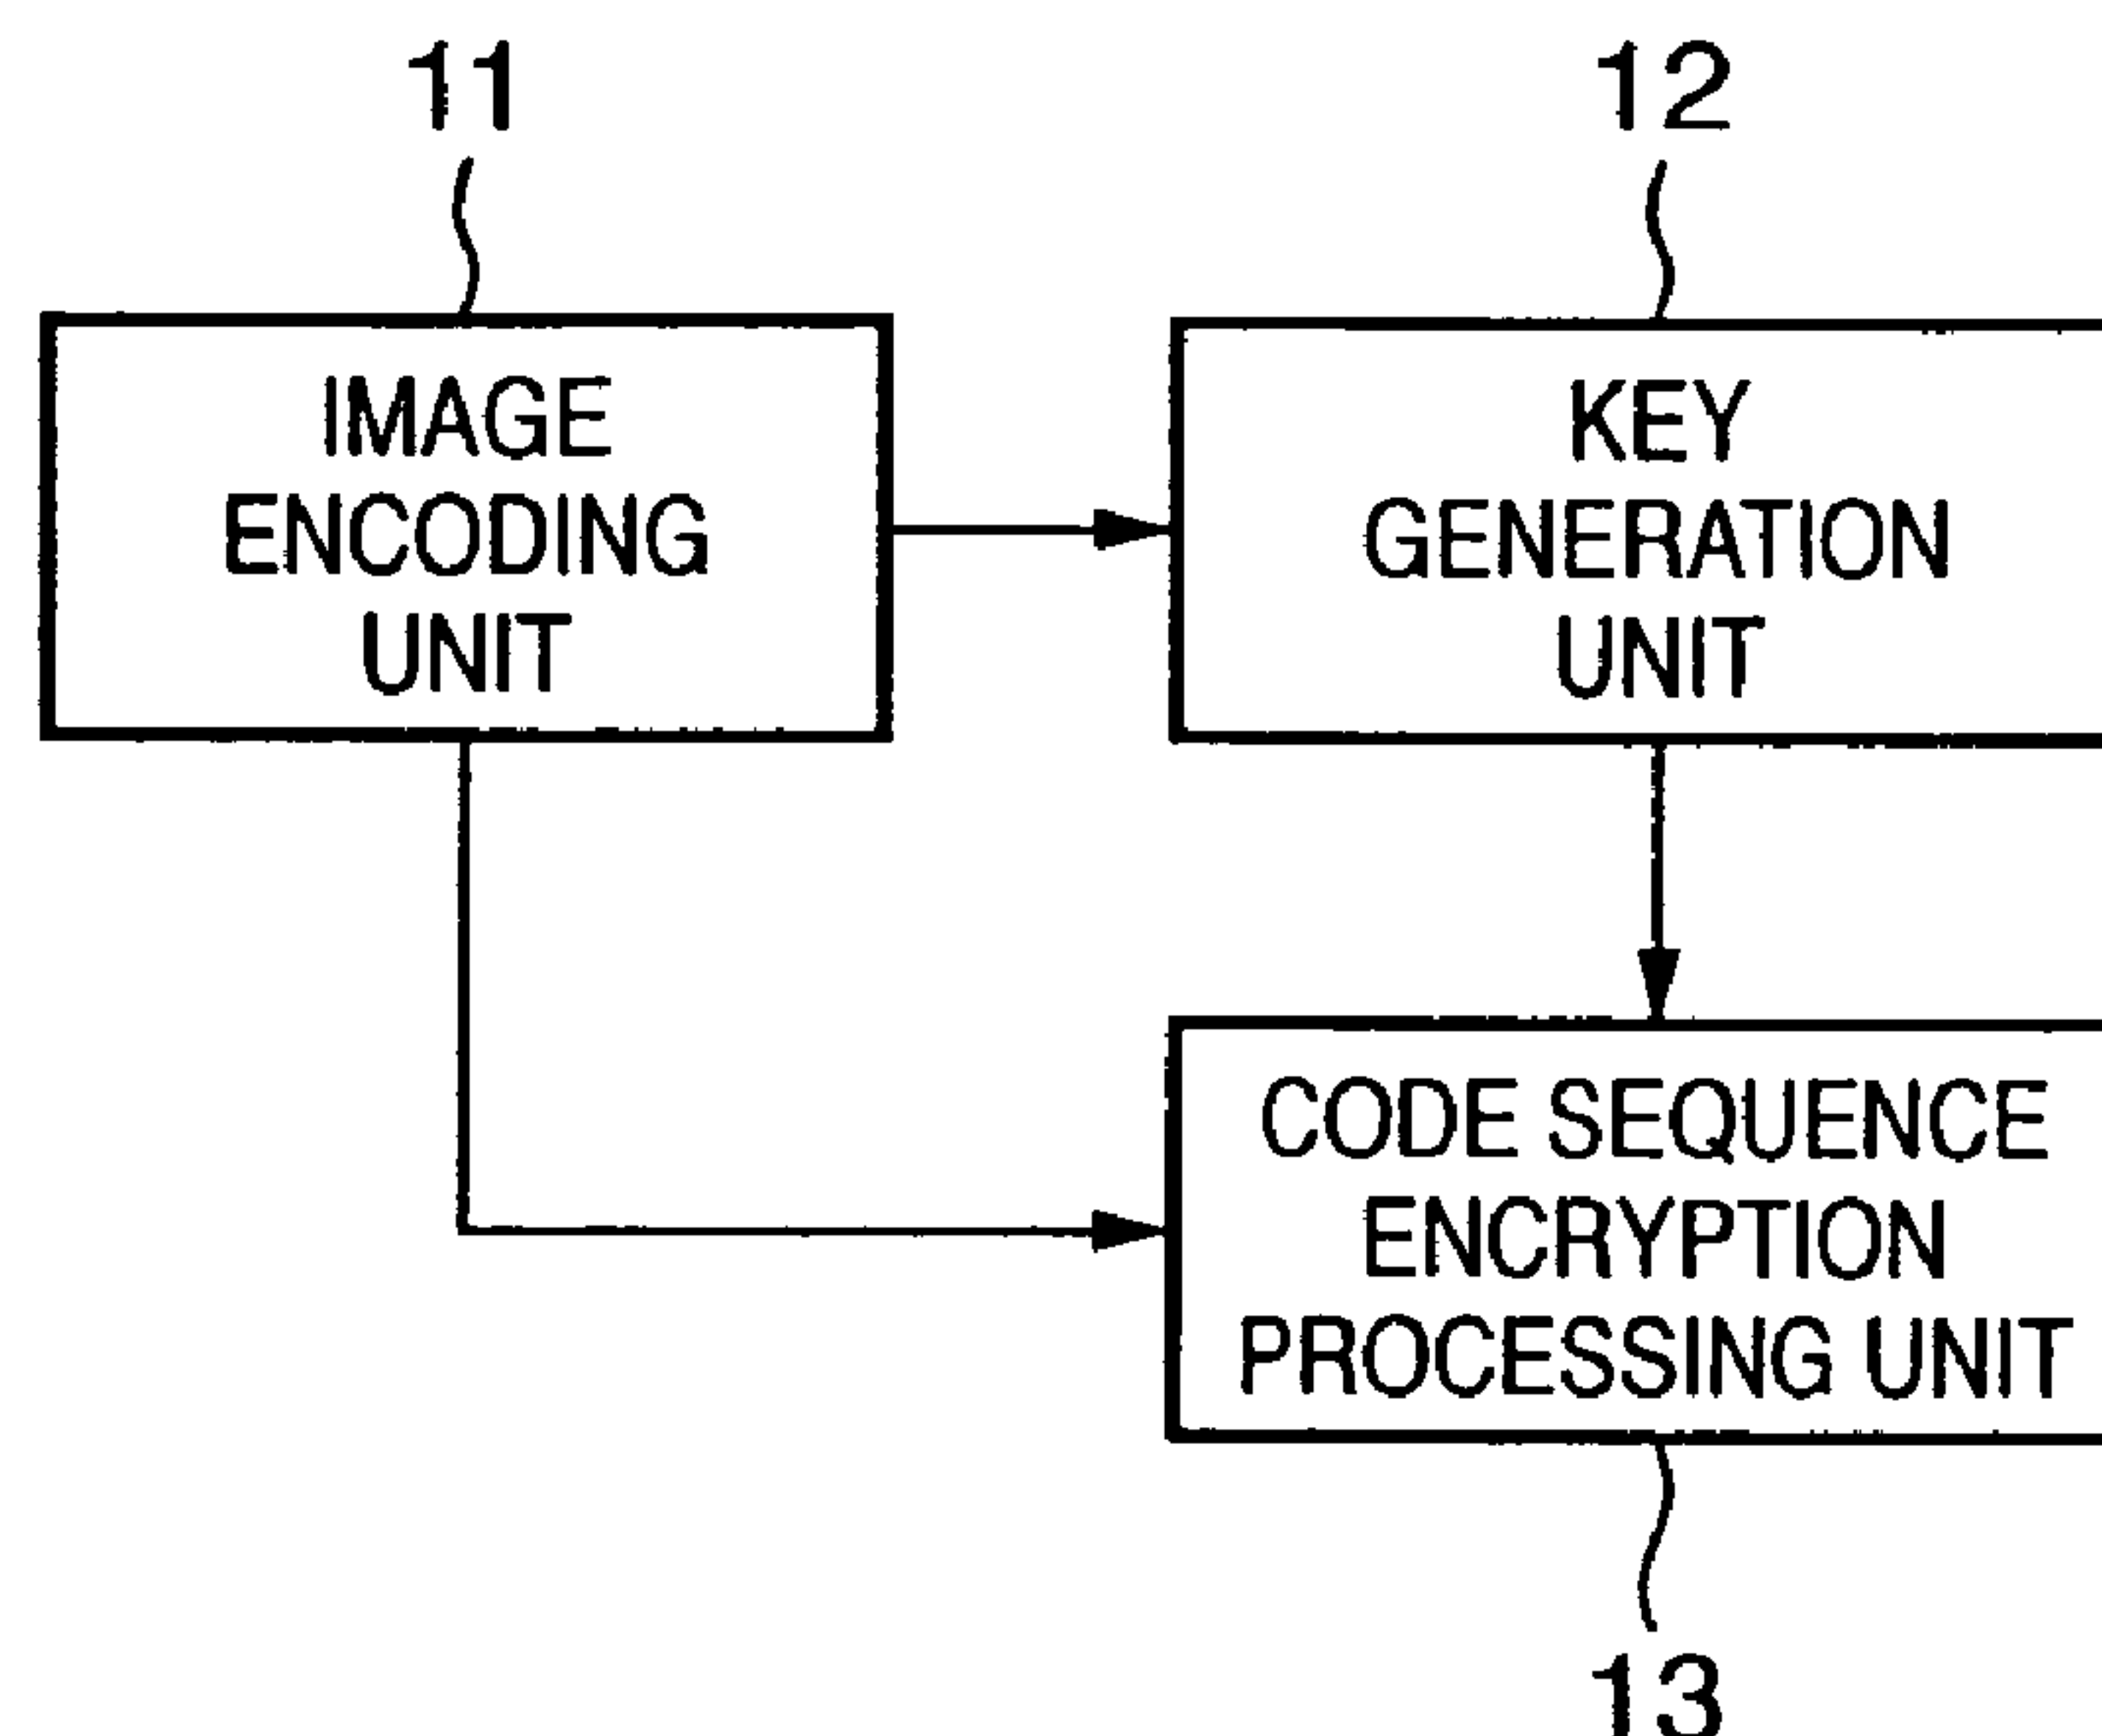 11
12
IMAGE
ENCODING
UNIT
KEY
GENERATION
UNIT
CODE SEQUENCE
ENCRYPTION
PROCESSING UNIT
13